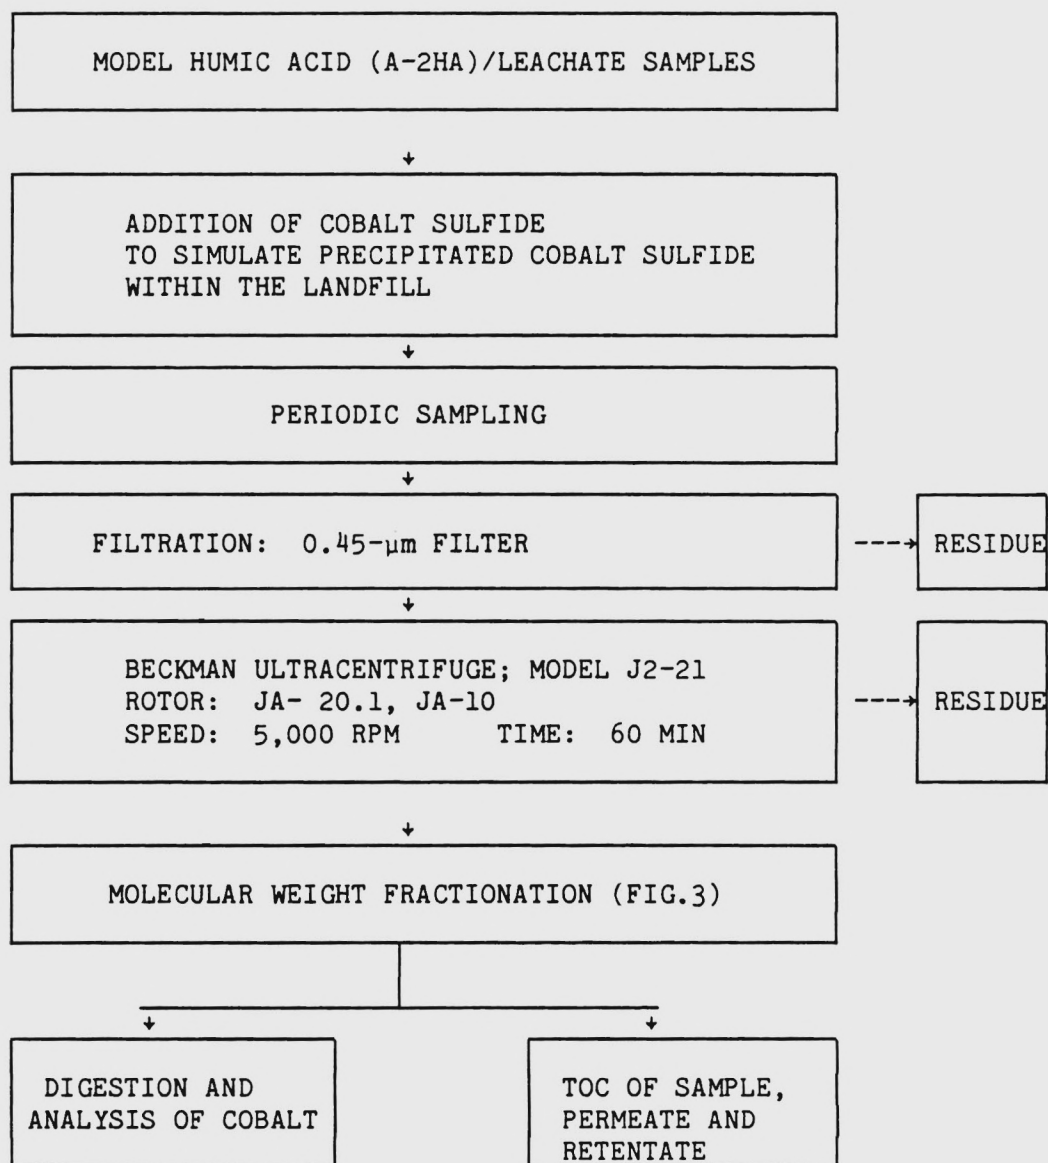 MODEL HUMIC ACID (A-2HA)/LEACHATE SAMPLES
ADDITION OF COBALT SULFIDE
TO SIMULATE PRECIPITATED COBALT SULFIDE
WITHIN THE LANDFILL
PERIODIC SAMPLING
FILTRATION: 0.45-μm FILTER
RESIDUE
BECKMAN ULTRACENTRIFUGE; MODEL J2-21
ROTOR: JA- 20.1, JA-10
SPEED: 5,000 RPM TIME: 60 MIN
RESIDUE
MOLECULAR WEIGHT FRACTIONATION (FIG.3)
DIGESTION AND
ANALYSIS OF COBALT
TOC OF SAMPLE,
PERMEATE AND
RETENTATE